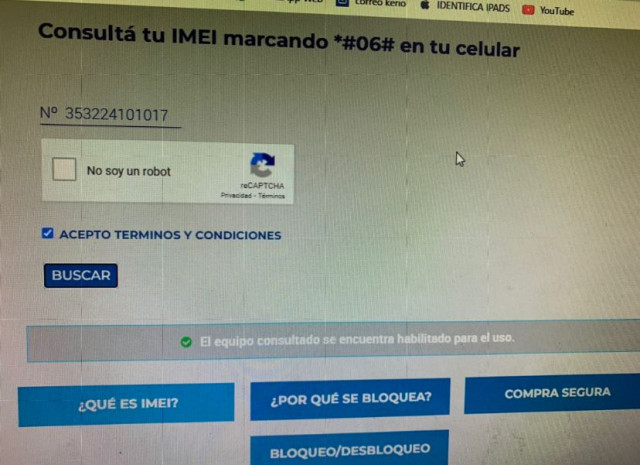 correo keno
IDENTIFICA IPADS
YouTube
Consultá tu IMEI marcando *#06# en tu celular
Nº 353224101017
No soy un robot
reCAPTCHA
Privacidad - Términos
ACEPTO TERMINOS Y CONDICIONES
BUSCAR
El equipo consultado se encuentra habilitado para el uso.
¿QUÉ ES IMEI?
¿POR QUÉ SE BLOQUEA?
COMPRA SEGURA
BLOQUEO/DESBLOQUEO